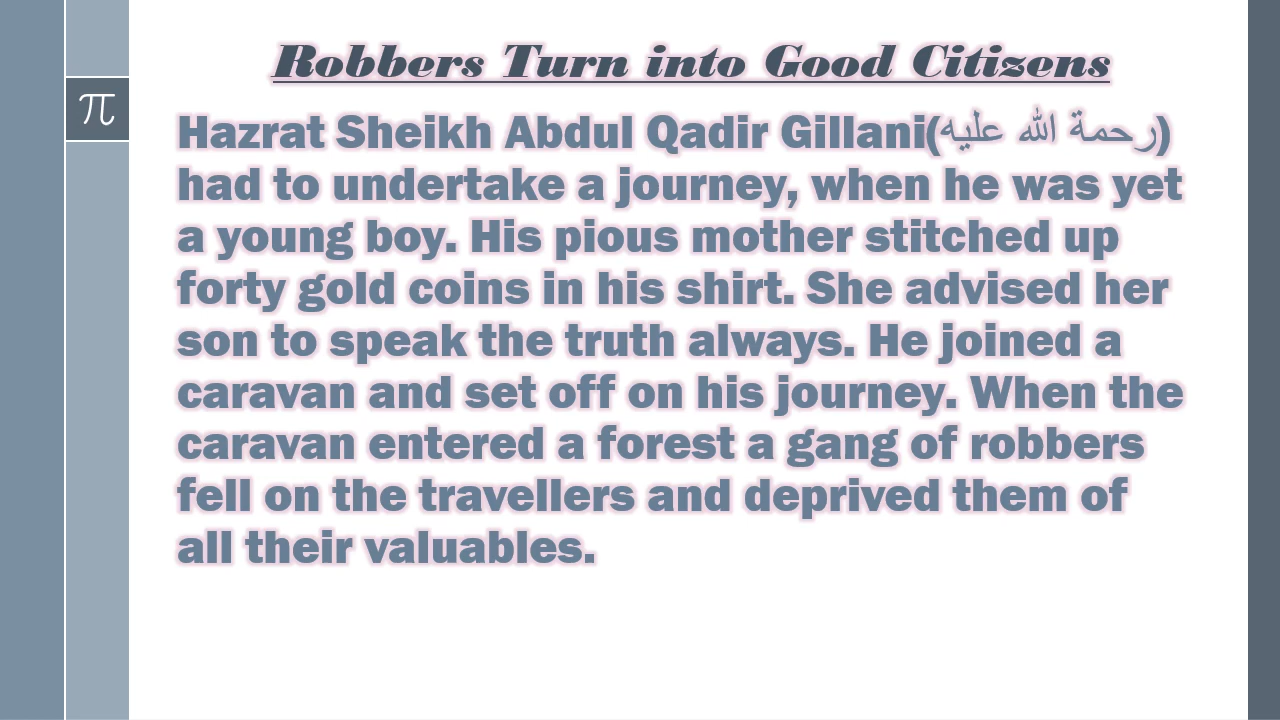 Robbers Turn into Good Citizens
π
Hazrat Sheikh Abdul Qadir Gillani(رحمة الله عليه)
had to undertake a journey, when he was yet
a young boy. His pious mother stitched up
forty gold coins in his shirt. She advised her
son to speak the truth always. He joined a
caravan and set off on his journey. When the
caravan entered a forest a gang of robbers
fell on the travellers and deprived them of
all their valuables.